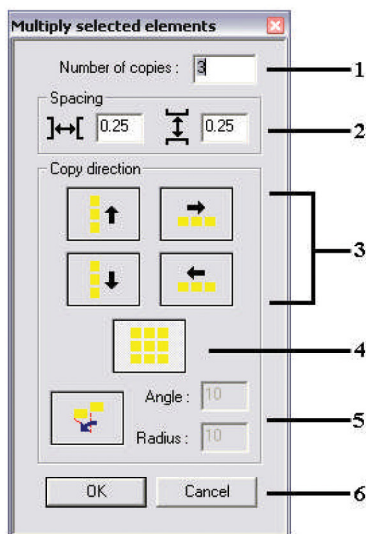 Multiply selected elements
Number of copies : 3
1
Spacing
0.25 0.25
2
Copy direction
3
4
Angle : 10
5
Radius : 10
OK Cancel
6